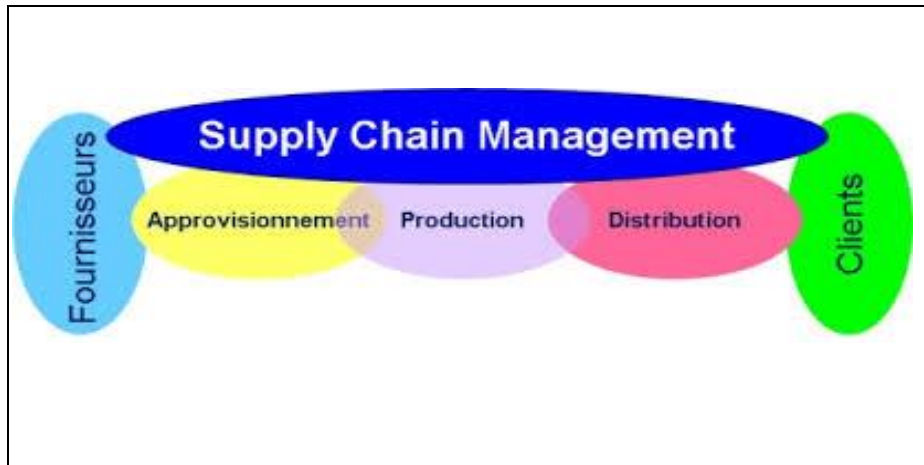 Supply Chain Management
Fournisseurs
Approvisionnement
Production
Distribution
Clients